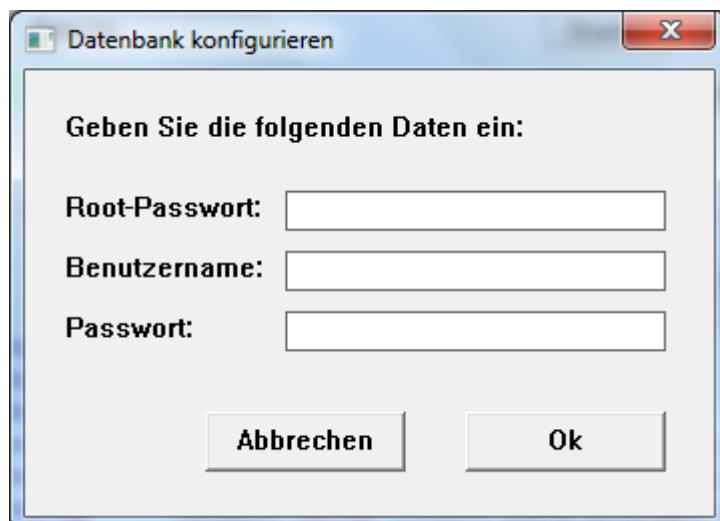 Datenbank konfigurieren
Geben Sie die folgenden Daten ein:
Root-Passwort:
Benutzername:
Passwort:
Abbrechen Ok